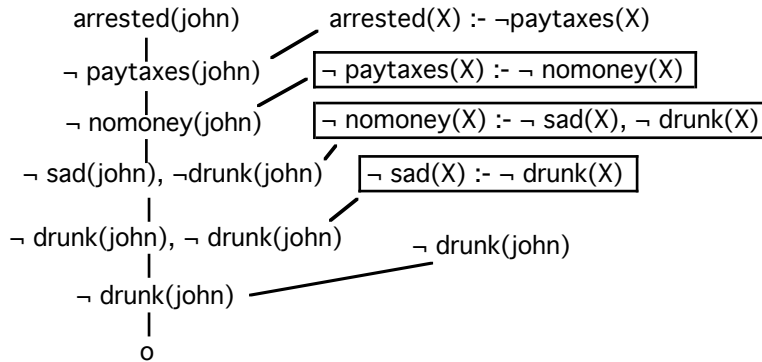 arrested(john) arrested(X) :- ¬paytaxes(X)
¬ paytaxes(john) ¬ paytaxes(X) :- ¬ nomoney(X)
¬ nomoney(john) ¬ nomoney(X) :- ¬ sad(X), ¬ drunk(X)
¬ sad(john), ¬drunk(john) ¬ sad(X) :- ¬ drunk(X)
¬ drunk(john), ¬ drunk(john) ¬ drunk(john)
¬ drunk(john)
o